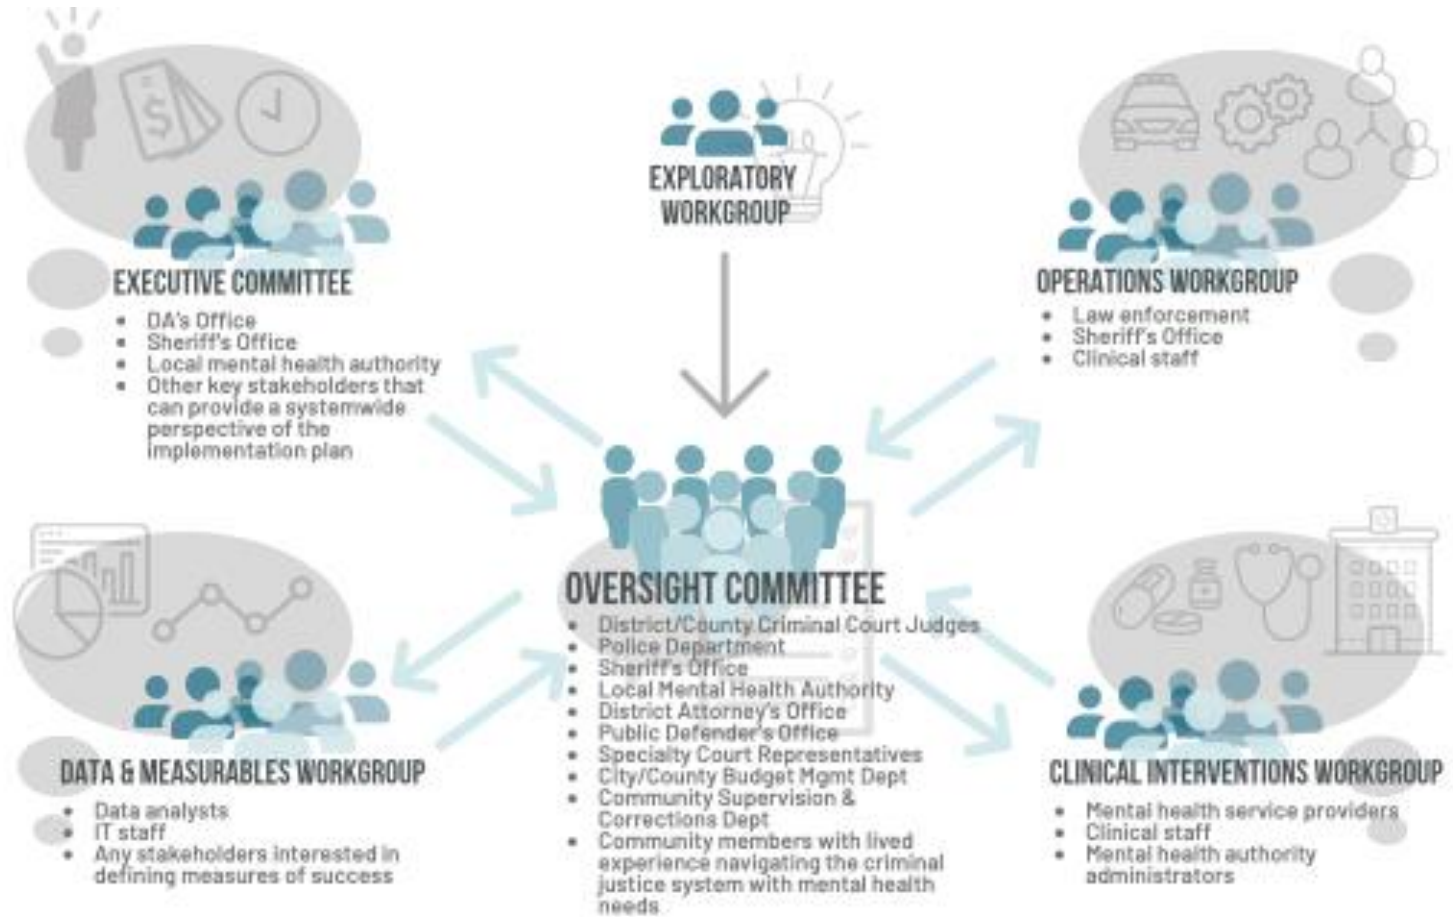 EXPLORATORY
WORKGROUP
EXECUTIVE COMMITTEE
• DA's Office
• Sheriff's Office
• Local mental health authority
• Other key stakeholders that
can provide a systemwide
perspective of the
implementation plan
OPERATIONS WORKGROUP
• Law enforcement
• Sheriff's Office
• Clinical staff
OVERSIGHT COMMITTEE
• District/County Criminal Court Judges
• Police Department
• Sheriff's Office
• Local Mental Health Authority
• District Attorney's Office
• Public Defender's Office
• Specialty Court Representatives
• City/County Budget Mgmt Dept
• Community Supervision &
Corrections Dept
• Community members with lived
experience navigating the criminal
justice system with mental health
needs
DATA & MEASURABLES WORKGROUP
• Data analysts
• IT staff
• Any stakeholders interested in
defining measures of success
CLINICAL INTERVENTIONS WORKGROUP
• Mental health service providers
• Clinical staff
• Mental health authority
administrators